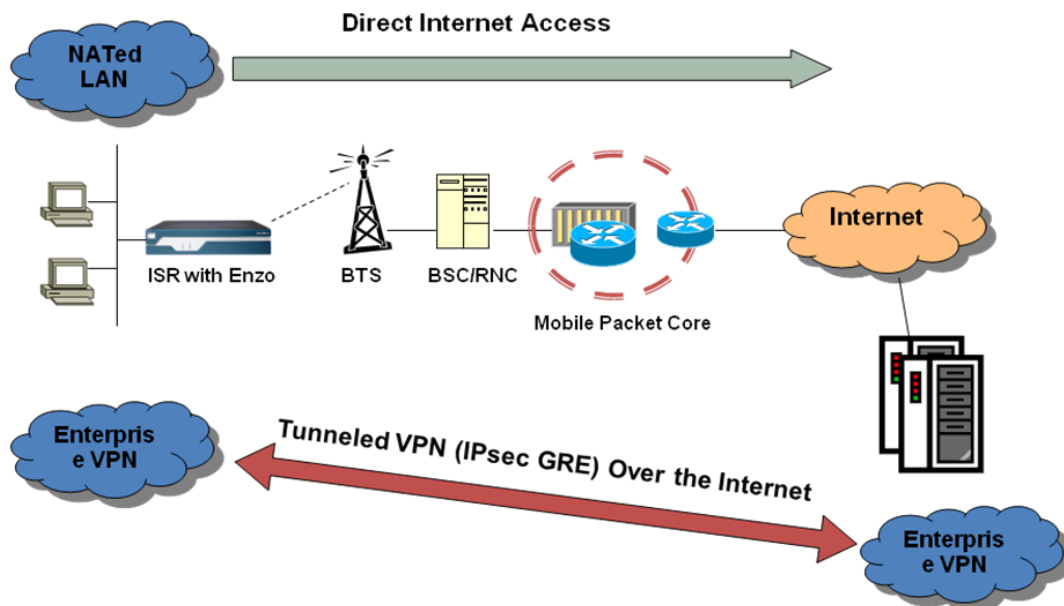 Direct Internet Access
NATed
LAN
Internet
ISR with Enzo
BTS
BSC/RNC
Mobile Packet Core
Enterpris
e VPN
Tunneled VPN (IPsec GRE) Over the Internet
Enterpris
e VPN